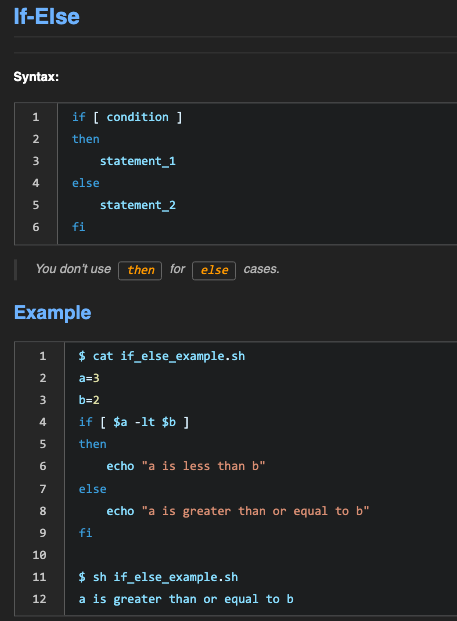 If-Else
Syntax:
1 if [ condition ]
2 then
3     statement_1
4 else
5     statement_2
6 fi
You don't use then for else cases.
Example
1 $ cat if_else_example.sh
2 a=3
3 b=2
4 if [ $a -lt $b ]
5 then
6     echo "a is less than b"
7 else
8     echo "a is greater than or equal to b"
9 fi
10
11 $ sh if_else_example.sh
12 a is greater than or equal to b